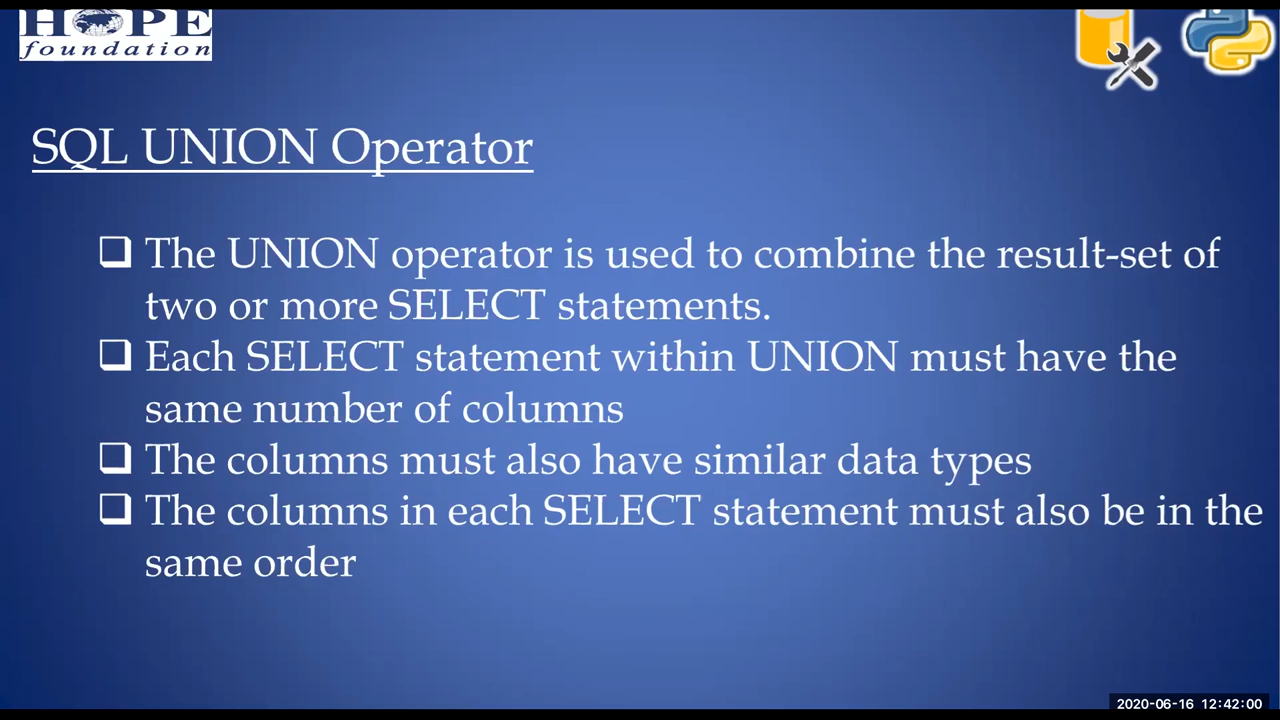 HOPE
foundation
SQL UNION Operator
❑ The UNION operator is used to combine the result-set of
two or more SELECT statements.
❑ Each SELECT statement within UNION must have the
same number of columns
❑ The columns must also have similar data types
❑ The columns in each SELECT statement must also be in the
same order
2020-06-16 12:42:00